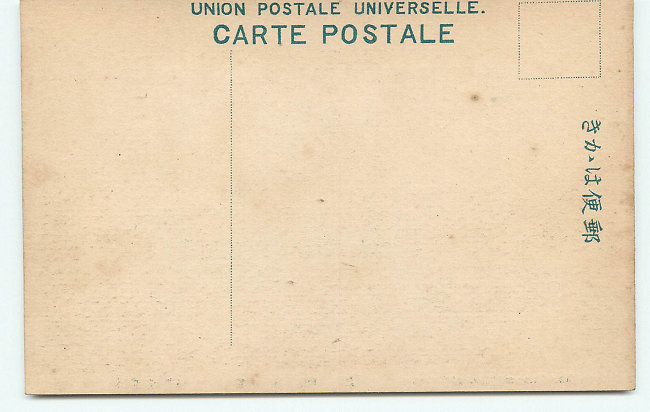 UNION POSTALE UNIVERSELLE.
CARTE POSTALE
郵便はかき